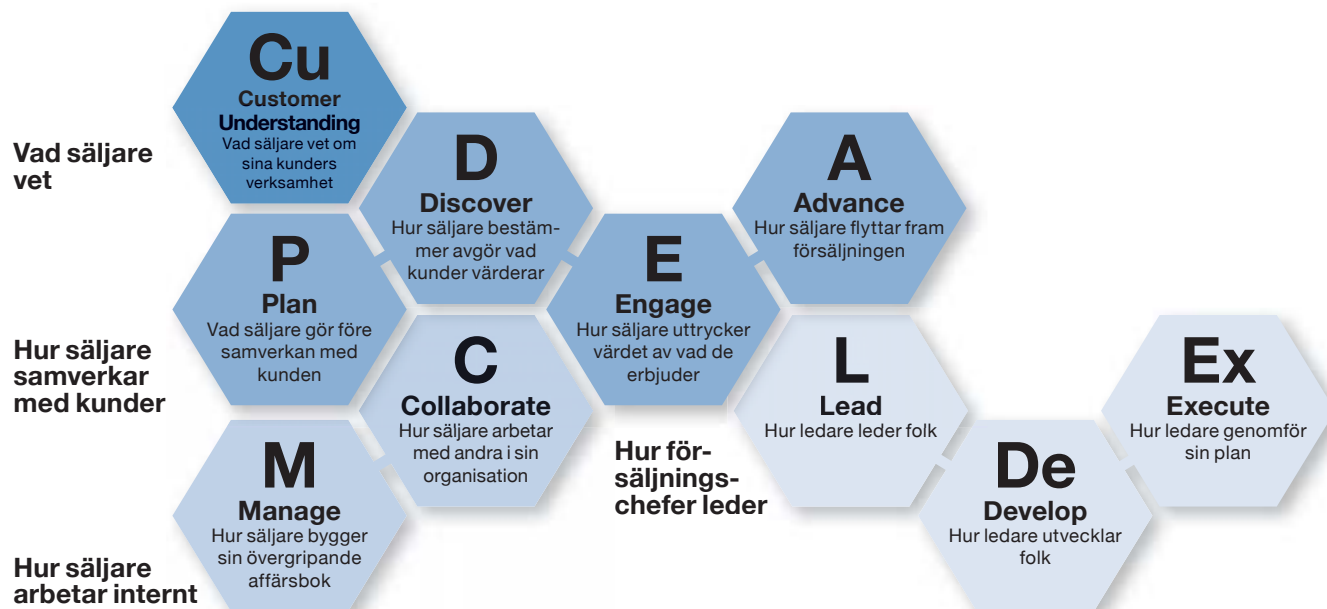 Vad säljare
vet
Cu
Customer
Understanding
Vad säljare vet om
sina kunders
verksamhet
D
Discover
Hur säljare bestäm-
mer avgör vad
kunder värderar
A
Advance
Hur säljare flyttar fram
försäljningen
Hur säljare
samverkar
med kunder
P
Plan
Vad säljare gör före
samverkan med
kunden
E
Engage
Hur säljare uttrycker
värdet av vad de
erbjuder
C
Collaborate
Hur säljare arbetar
med andra i sin
organisation
L
Lead
Hur ledare leder folk
Ex
Execute
Hur ledare genomför
sin plan
Hur för-
säljnings-
chefer leder
De
Develop
Hur ledare utvecklar
folk
Hur säljare
arbetar internt
M
Manage
Hur säljare bygger
sin övergripande
affärsbok